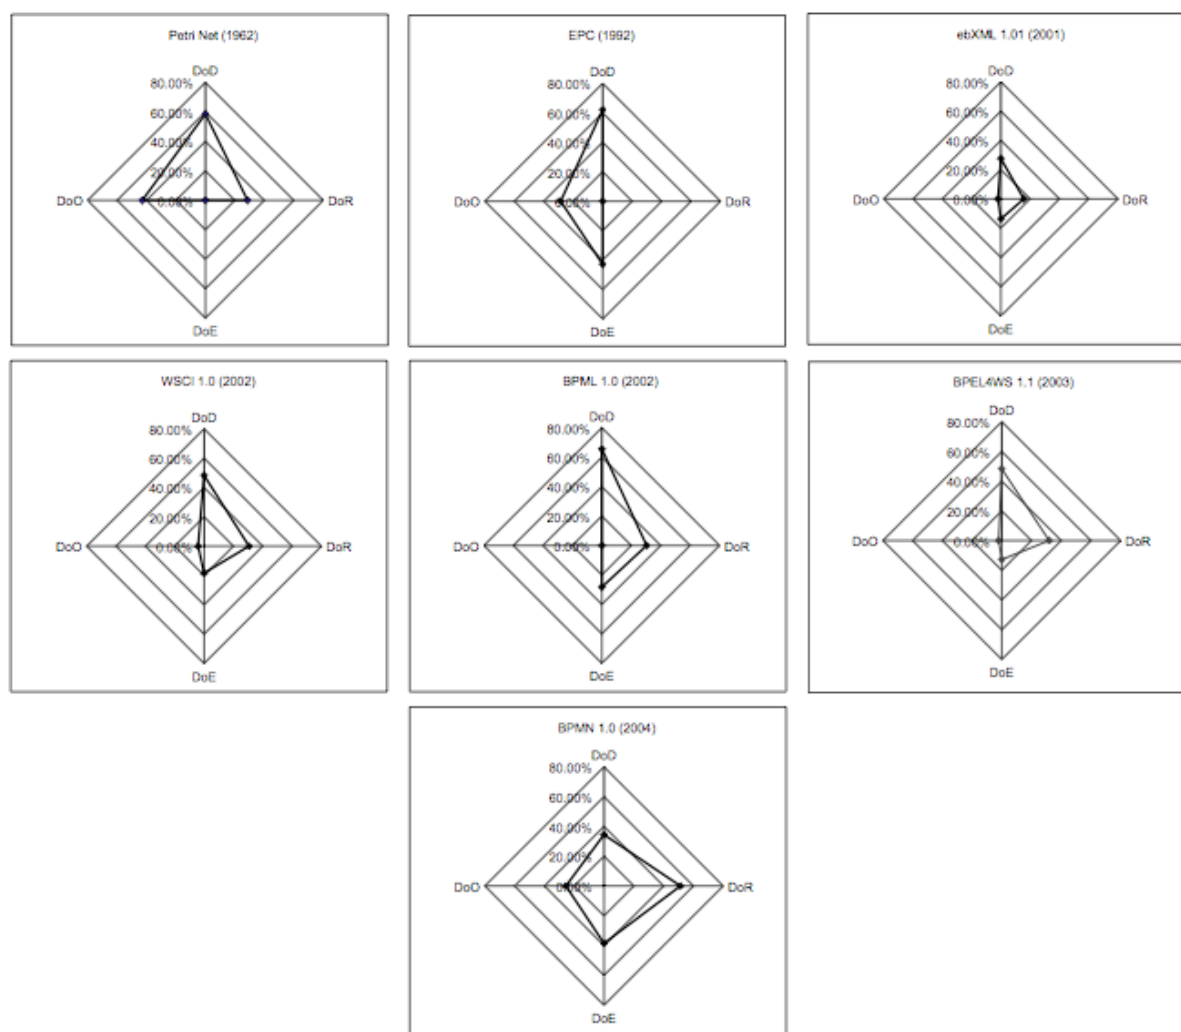 Petri Net (1962)
DoD
80.00%
60.00%
40.00%
20.00%
DoO
0.00%
DoR
DoE
EPC (1992)
DoD
80.00%
60.00%
40.00%
20.00%
DoO
0.00%
DoR
DoE
ebXML 1.01 (2001)
DoD
80.00%
60.00%
40.00%
20.00%
DoO
0.00%
DoR
DoE
WSCI 1.0 (2002)
DoD
80.00%
60.00%
40.00%
20.00%
DoO
0.00%
DoR
DoE
BPML 1.0 (2002)
DoD
80.00%
60.00%
40.00%
20.00%
DoO
0.00%
DoR
DoE
BPEL4WS 1.1 (2003)
DoD
80.00%
60.00%
40.00%
20.00%
DoO
0.00%
DoR
DoE
BPMN 1.0 (2004)
DoD
80.00%
60.00%
40.00%
20.00%
DoO
0.00%
DoR
DoE